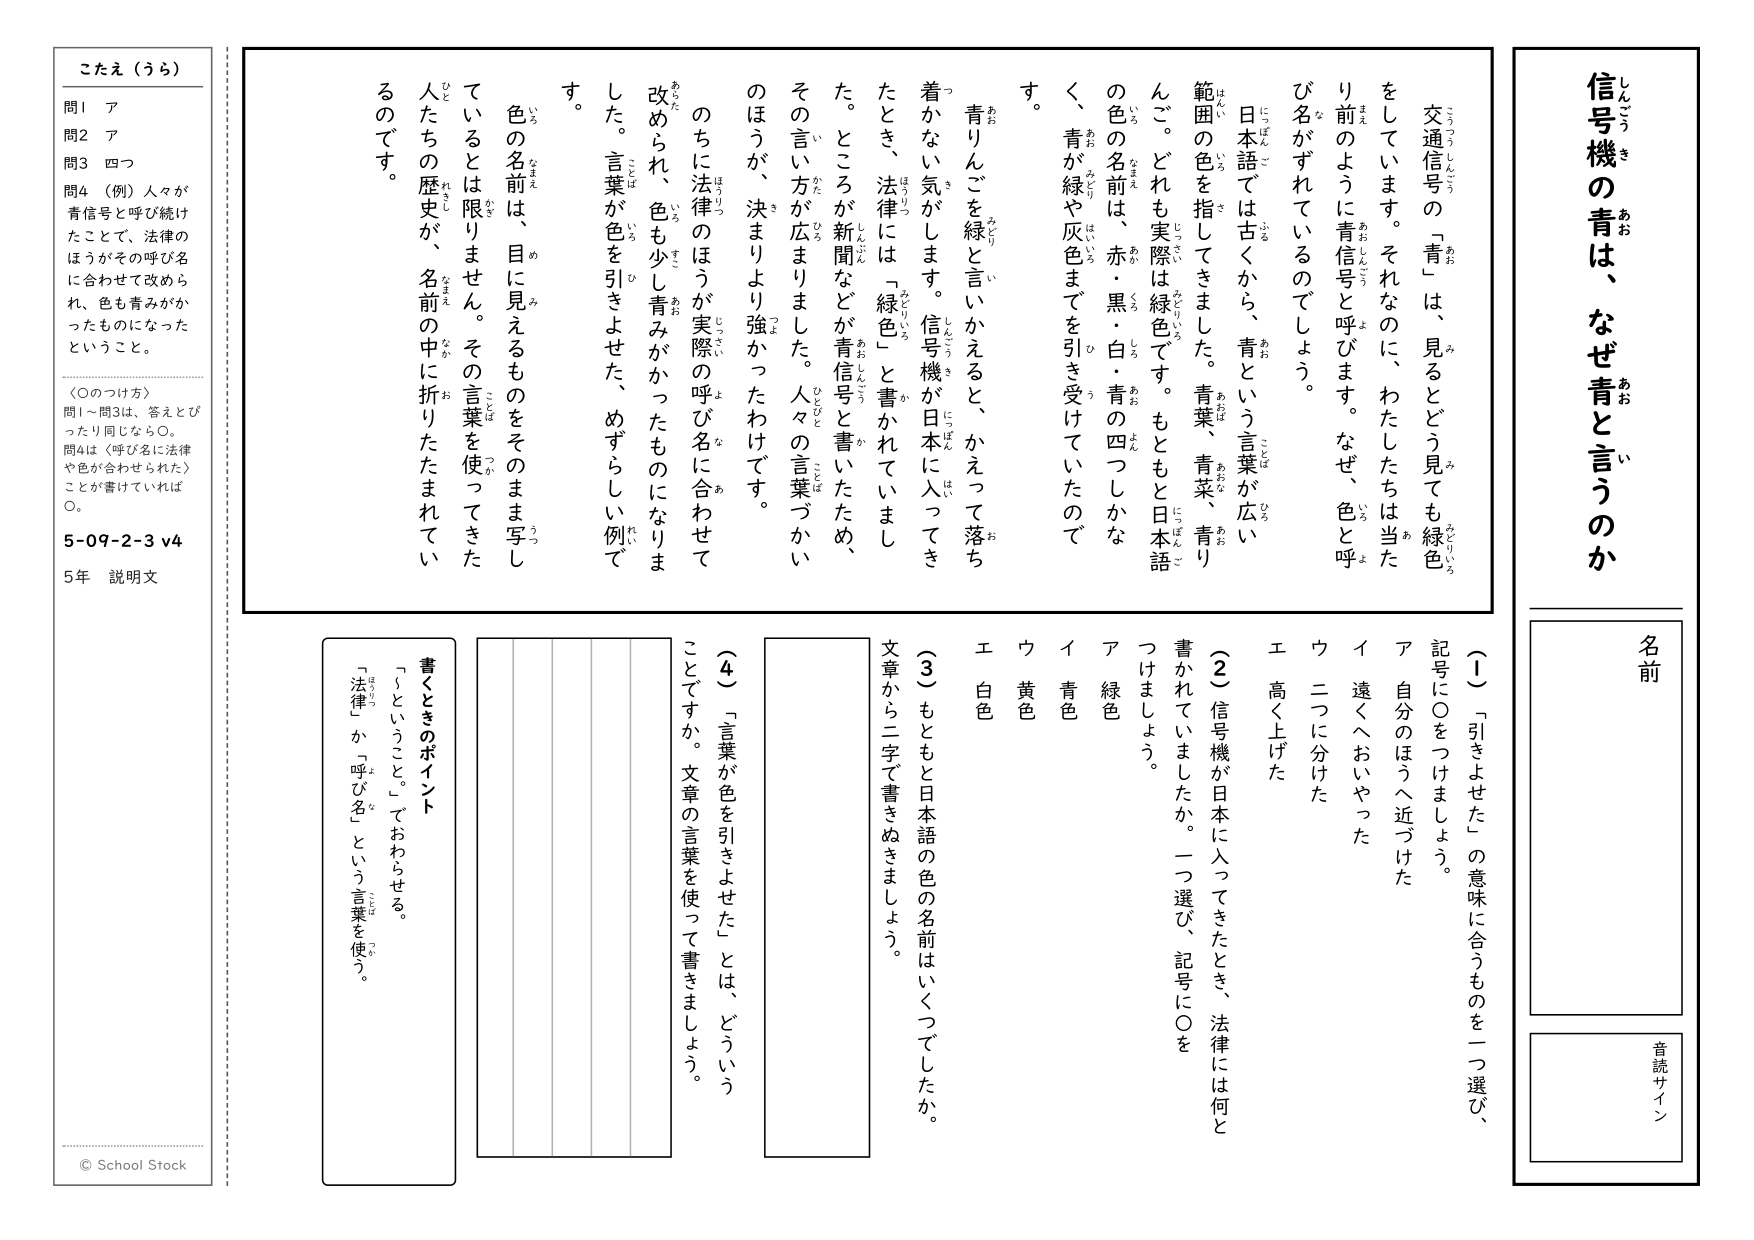 信号機の青は、なぜ青と言うのか
名前
音読サイン
交通信号の「青」は、見るとどう見ても緑色
をしています。それなのに、わたしたちは当た
り前のように青信号と呼びます。なぜ、色と呼
び名がずれているのでしょう。
日本語では古くから、青という言葉が広い
範囲の色を指してきました。青葉、青菜、青り
んご。どれも実際は緑色です。もともと日本語
の色の名前は、赤・黒・白・青の四つしかな
く、青が緑や灰色までを引き受けていたので
す。
青りんごを緑と言いかえると、かえって落ち
着かない気がします。信号機が日本に入ってき
たとき、法律には「緑色」と書かれていまし
た。ところが新聞などが青信号と書いたため、
その言い方が広まりました。人々の言葉づかい
のほうが、決まりより強かったわけです。
のちに法律のほうが実際の呼び名に合わせて
改められ、色も少し青みがかったものになりま
した。言葉が色を引きよせた、めずらしい例で
す。
色の名前は、目に見えるものをそのまま写し
ているとは限りません。その言葉を使ってきた
人たちの歴史が、名前の中に折りたたまれてい
るのです。
(1)「引きよせた」の意味に合うものを一つ選び、
記号に〇をつけましょう。
ア 自分のほうへ近づけた
イ 遠くへおいやった
ウ 二つに分けた
エ 高く上げた
(2)信号機が日本に入ってきたとき、法律には何と
書かれていましたか。一つ選び、記号に〇を
つけましょう。
ア 緑色
イ 青色
ウ 黄色
エ 白色
(3)もともと日本語の色の名前はいくつでしたか。
文章から二字で書きぬきましょう。
(4)「言葉が色を引きよせた」とは、どういう
ことですか。文章の言葉を使って書きましょう。
書くときのポイント
「〜ということ。」でおわらせる。
「法律」か「呼び名」という言葉を使う。
こたえ（うら）
問1 ア
問2 ア
問3 四つ
問4 （例）人々が
青信号と呼び続け
たことで、法律の
ほうがその呼び名
に合わせて改めら
れ、色も青みがか
ったものになった
ということ。
〈〇のつけ方〉
問1〜問3は、答えとぴ
ったり同じなら〇。
問4は〈呼び名に法律
や色が合わせられた〉
ことが書けていれば
〇。
5-09-2-3 v4
5年 説明文
© School Stock